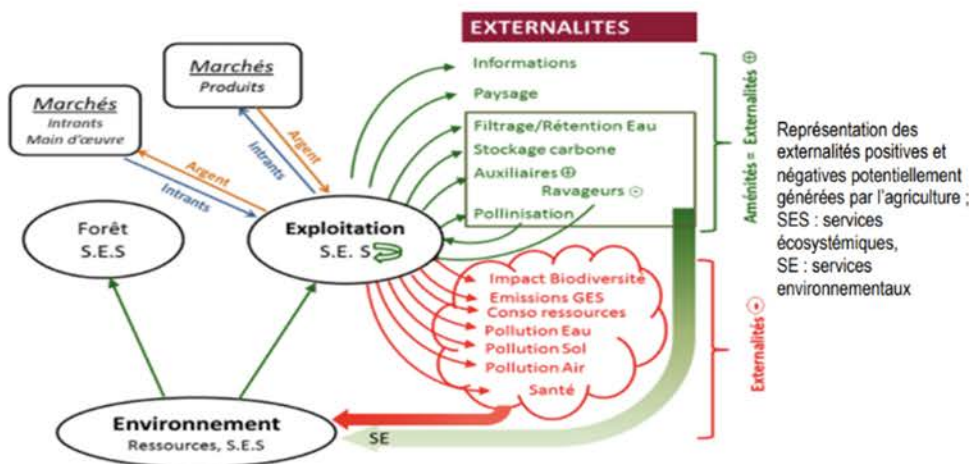 EXTERNALITES
Marchés
Produits
Marchés
Intrants
Main d'œuvre
Argent
Intrants
Argent
Intrants
Forêt
S.E.S
Exploitation
S.E. S
Environnement
Ressources, S.E.S
Informations
Paysage
Filtrage/Rétention Eau
Stockage carbone
Auxiliaires ⊕
Ravageurs ⊖
Pollinisation
Impact Biodiversité
Emissions GES
Conso ressources
Pollution Eau
Pollution Sol
Pollution Air
Santé
SE
Aménités = Externalités ⊕
Externalités ⊖
Représentation des
externalités positives et
négatives potentiellement
générées par l'agriculture ;
SES : services
écosystémiques,
SE : services
environnementaux